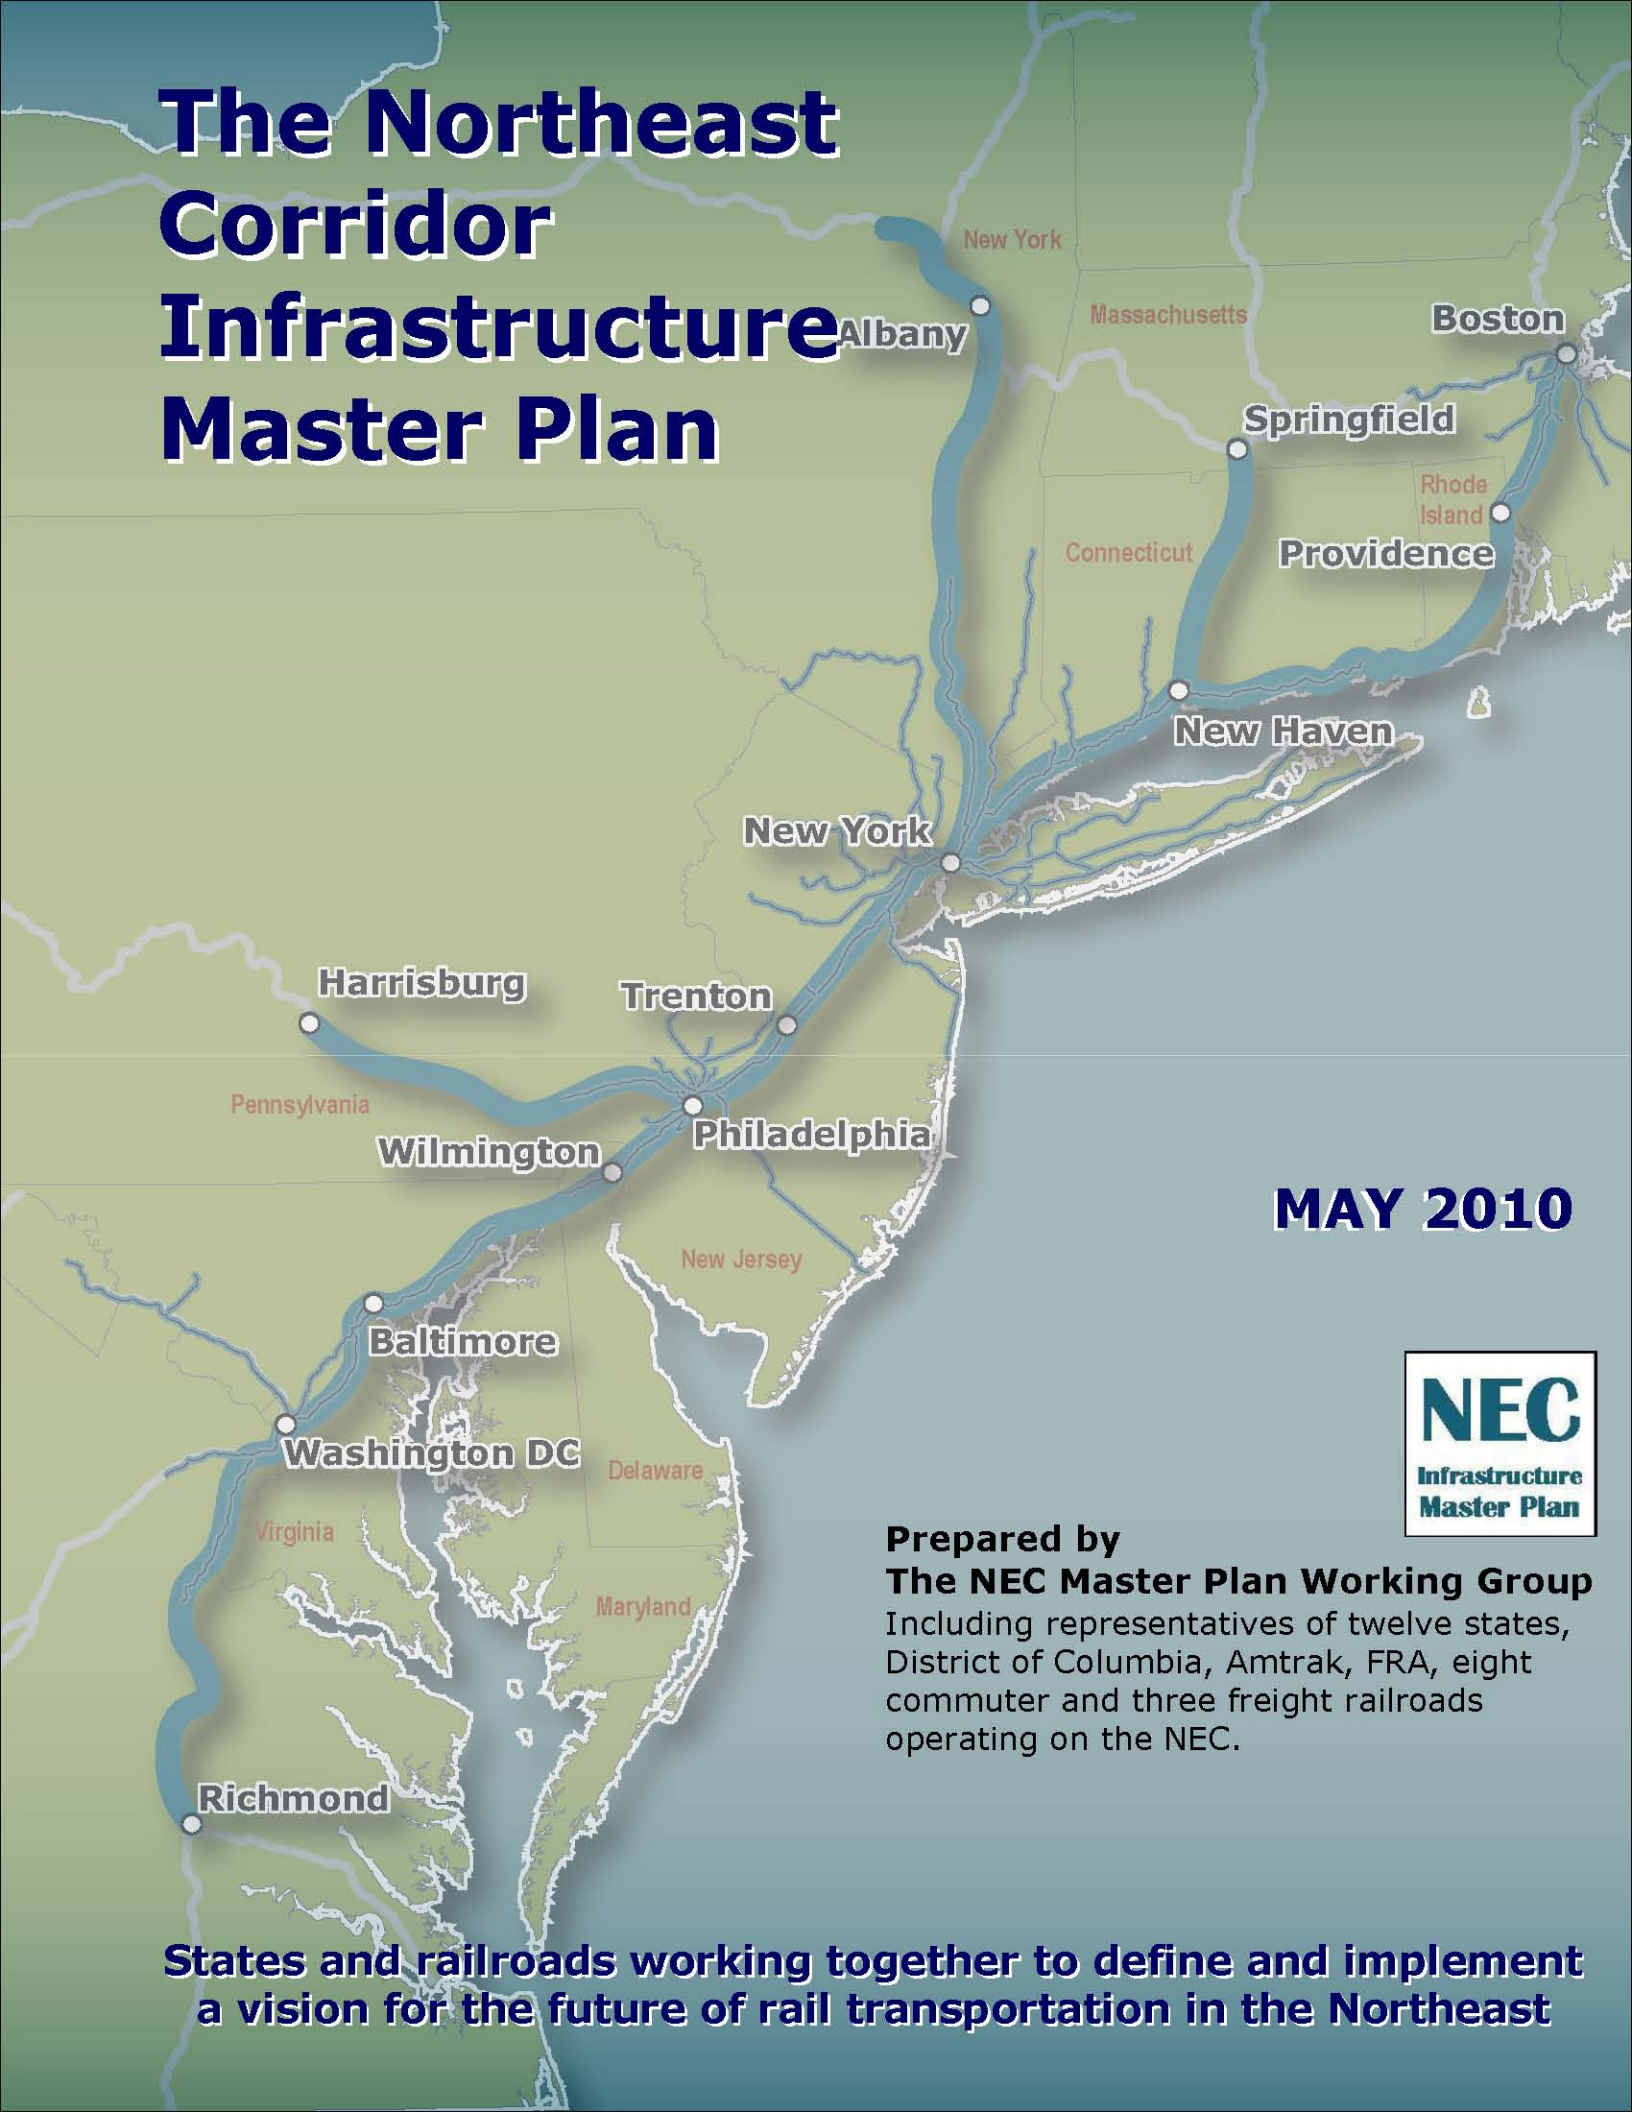 The Northeast
Corridor
Infrastructure
Master Plan
New York
Albany
Massachusetts
Boston
Springfield
Rhode
Island
Connecticut
Providence
New Haven
New York
Harrisburg
Trenton
Pennsylvania
Philadelphia
Wilmington
MAY 2010
New Jersey
Baltimore
NEC
Infrastructure
Master Plan
Washington DC
Delaware
Virginia
Maryland
Prepared by
The NEC Master Plan Working Group
Including representatives of twelve states,
District of Columbia, Amtrak, FRA, eight
commuter and three freight railroads
operating on the NEC.
Richmond
States and railroads working together to define and implement
a vision for the future of rail transportation in the Northeast